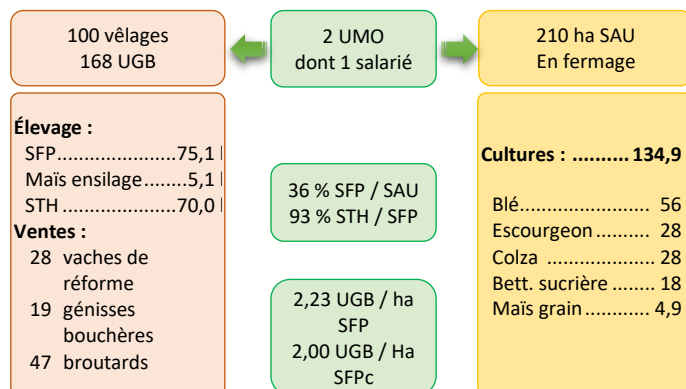 100 vêlages
168 UGB
2 UMO
dont 1 salarié
210 ha SAU
En fermage
Élevage :
SFP.....................75,1
Maïs ensilage......5,1
STH ...................70,0
Ventes :
28 vaches de
réforme
19 génisses
bouchères
47 broutards
36 % SFP / SAU
93 % STH / SFP
2,23 UGB / ha
SFP
2,00 UGB / Ha
SFPc
Cultures : .......... 134,9
Blé....................... 56
Escourgeon .......... 28
Colza ................... 28
Bett. sucrière ....... 18
Maïs grain............ 4,9